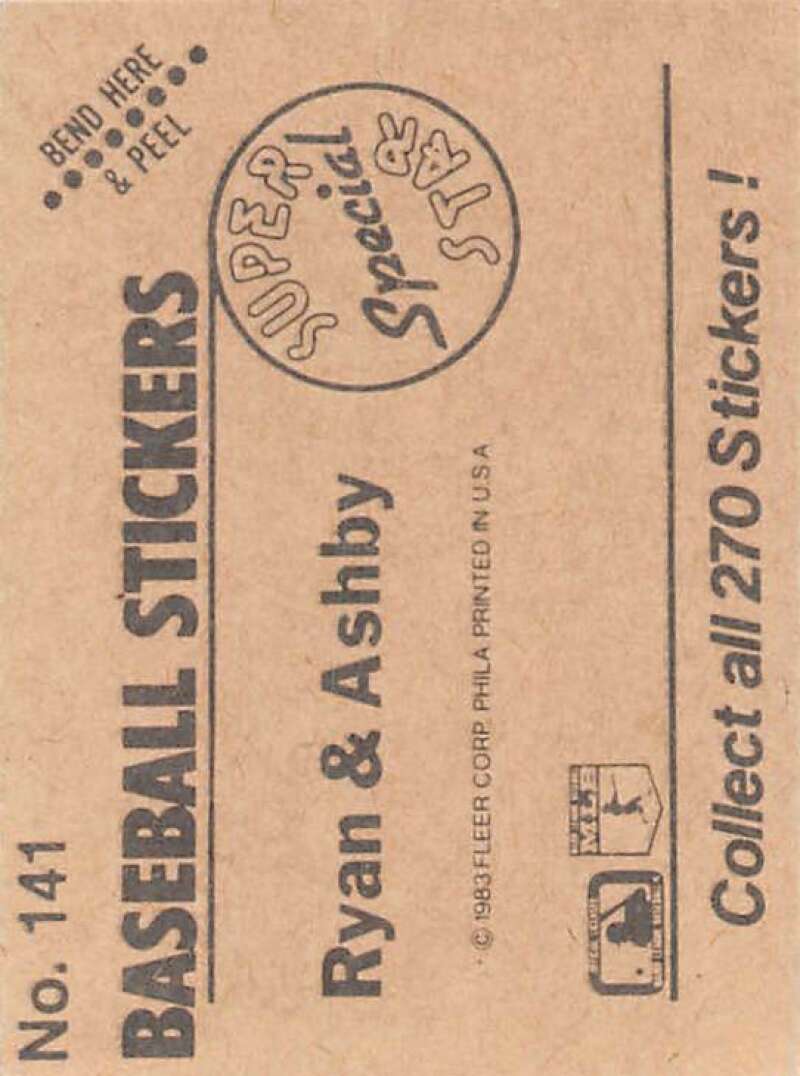 No. 141
BEND HERE
& PEEL
BASEBALL STICKERS
SUPER
Special
STAR
Ryan & Ashby
© 1983 FLEER CORP. PHILA PRINTED IN U.S.A
Collect all 270 Stickers!